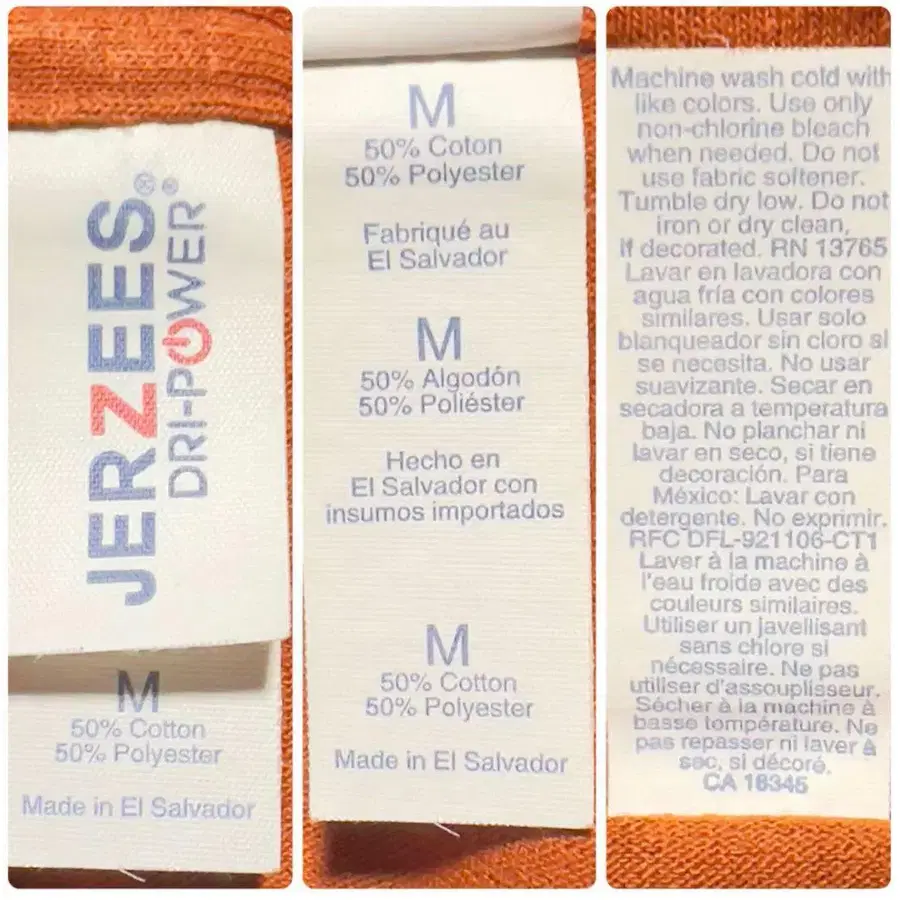 JERZEES®
DRI-POWER®
M
50% Cotton
50% Polyester
Made in El Salvador
M
50% Coton
50% Polyester
Fabriqué au
El Salvador
M
50% Algodón
50% Poliéster
Hecho en
El Salvador con
insumos importados
M
50% Cotton
50% Polyester
Made in El Salvador
Machine wash cold with
like colors. Use only
non-chlorine bleach
when needed. Do not
use fabric softener.
Tumble dry low. Do not
iron or dry clean,
If decorated. RN 13765
Lavar en lavadora con
agua fría con colores
similares. Usar solo
blanqueador sin cloro si
se necesita. No usar
suavizante. Secar en
secadora a temperatura
baja. No planchar ni
lavar en seco, si tiene
decoración. Para
México: Lavar con
detergente. No exprimir.
RFC DFL-921106-CT1
Laver à la machine à
l'eau froide avec des
couleurs similaires.
Utiliser un javellisant
sans chlore si
nécessaire. Ne pas
utiliser d'assouplisseur.
Sécher à la machine à
basse température. Ne
pas repasser ni laver à
sec, si décoré.
CA 16345